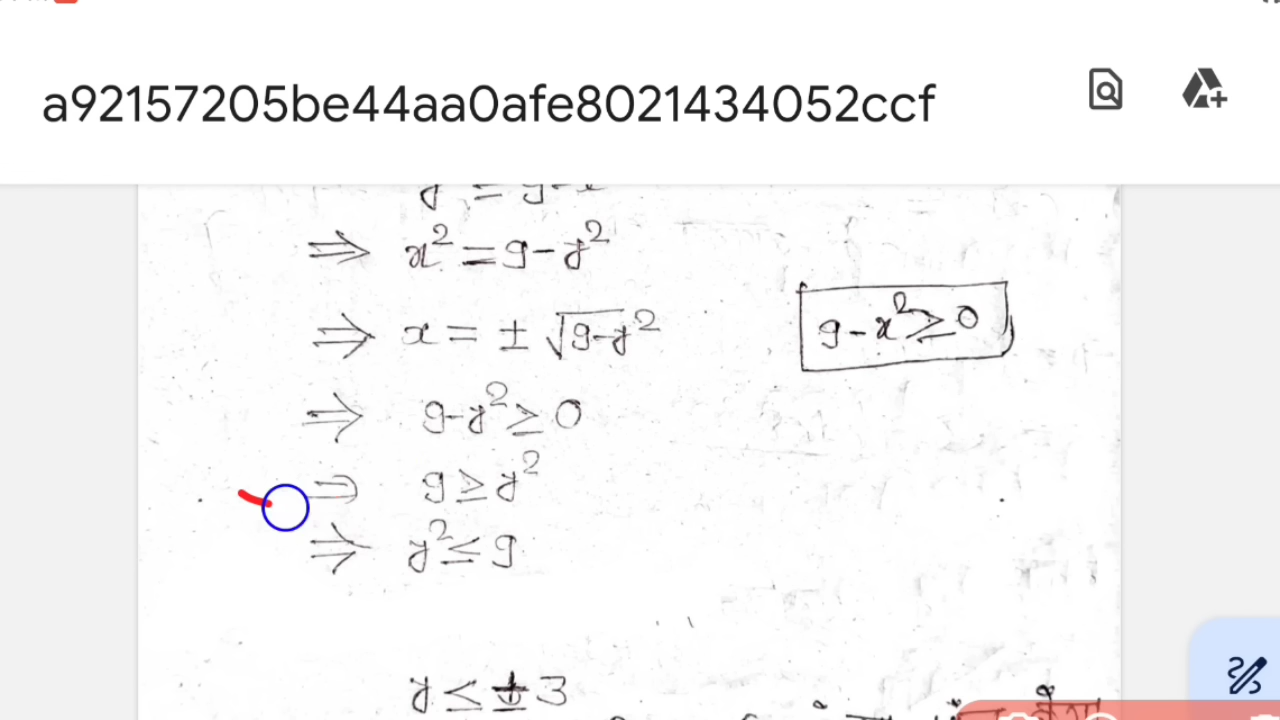 a92157205be44aa0afe8021434052ccf
⇒ x² = 9-y²
⇒ x = ± √9-y²
9-x² ≥ 0
⇒ 9-y² ≥ 0
⇒ 9 ≥ y²
⇒ y² ≤ 9
y ≤ ± 3